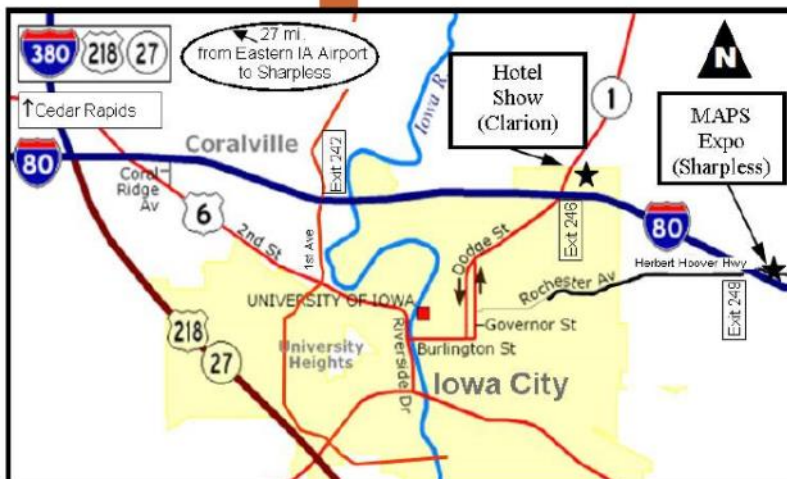 380 218 27
27 mi.
from Eastern IA Airport
to Sharpless
N
↑Cedar Rapids
Coralville
Iowa R.
Hotel
Show
(Clarion)
1
MAPS
Expo
(Sharpless)
80
Coral
Ridge
Av
6
2nd St
1st Ave
Exit 242
Exit 246
80
Herbert Hoover Hwy
Exit 249
Dodge St
Rochester Av
UNIVERSITY OF IOWA
Governor St
University
Heights
Riverside Dr
Burlington St
218
27
Iowa City